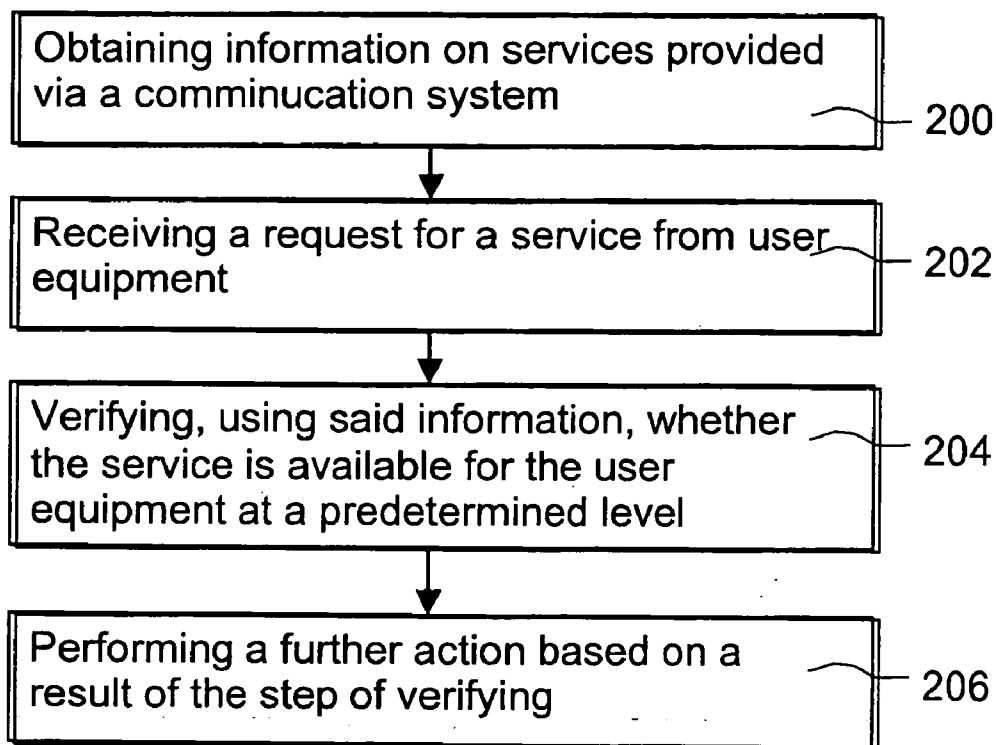 Obtaining information on services provided
via a comminucation system
200
Receiving a request for a service from user
equipment
202
Verifying, using said information, whether
the service is available for the user
equipment at a predetermined level
204
Performing a further action based on a
result of the step of verifying
206